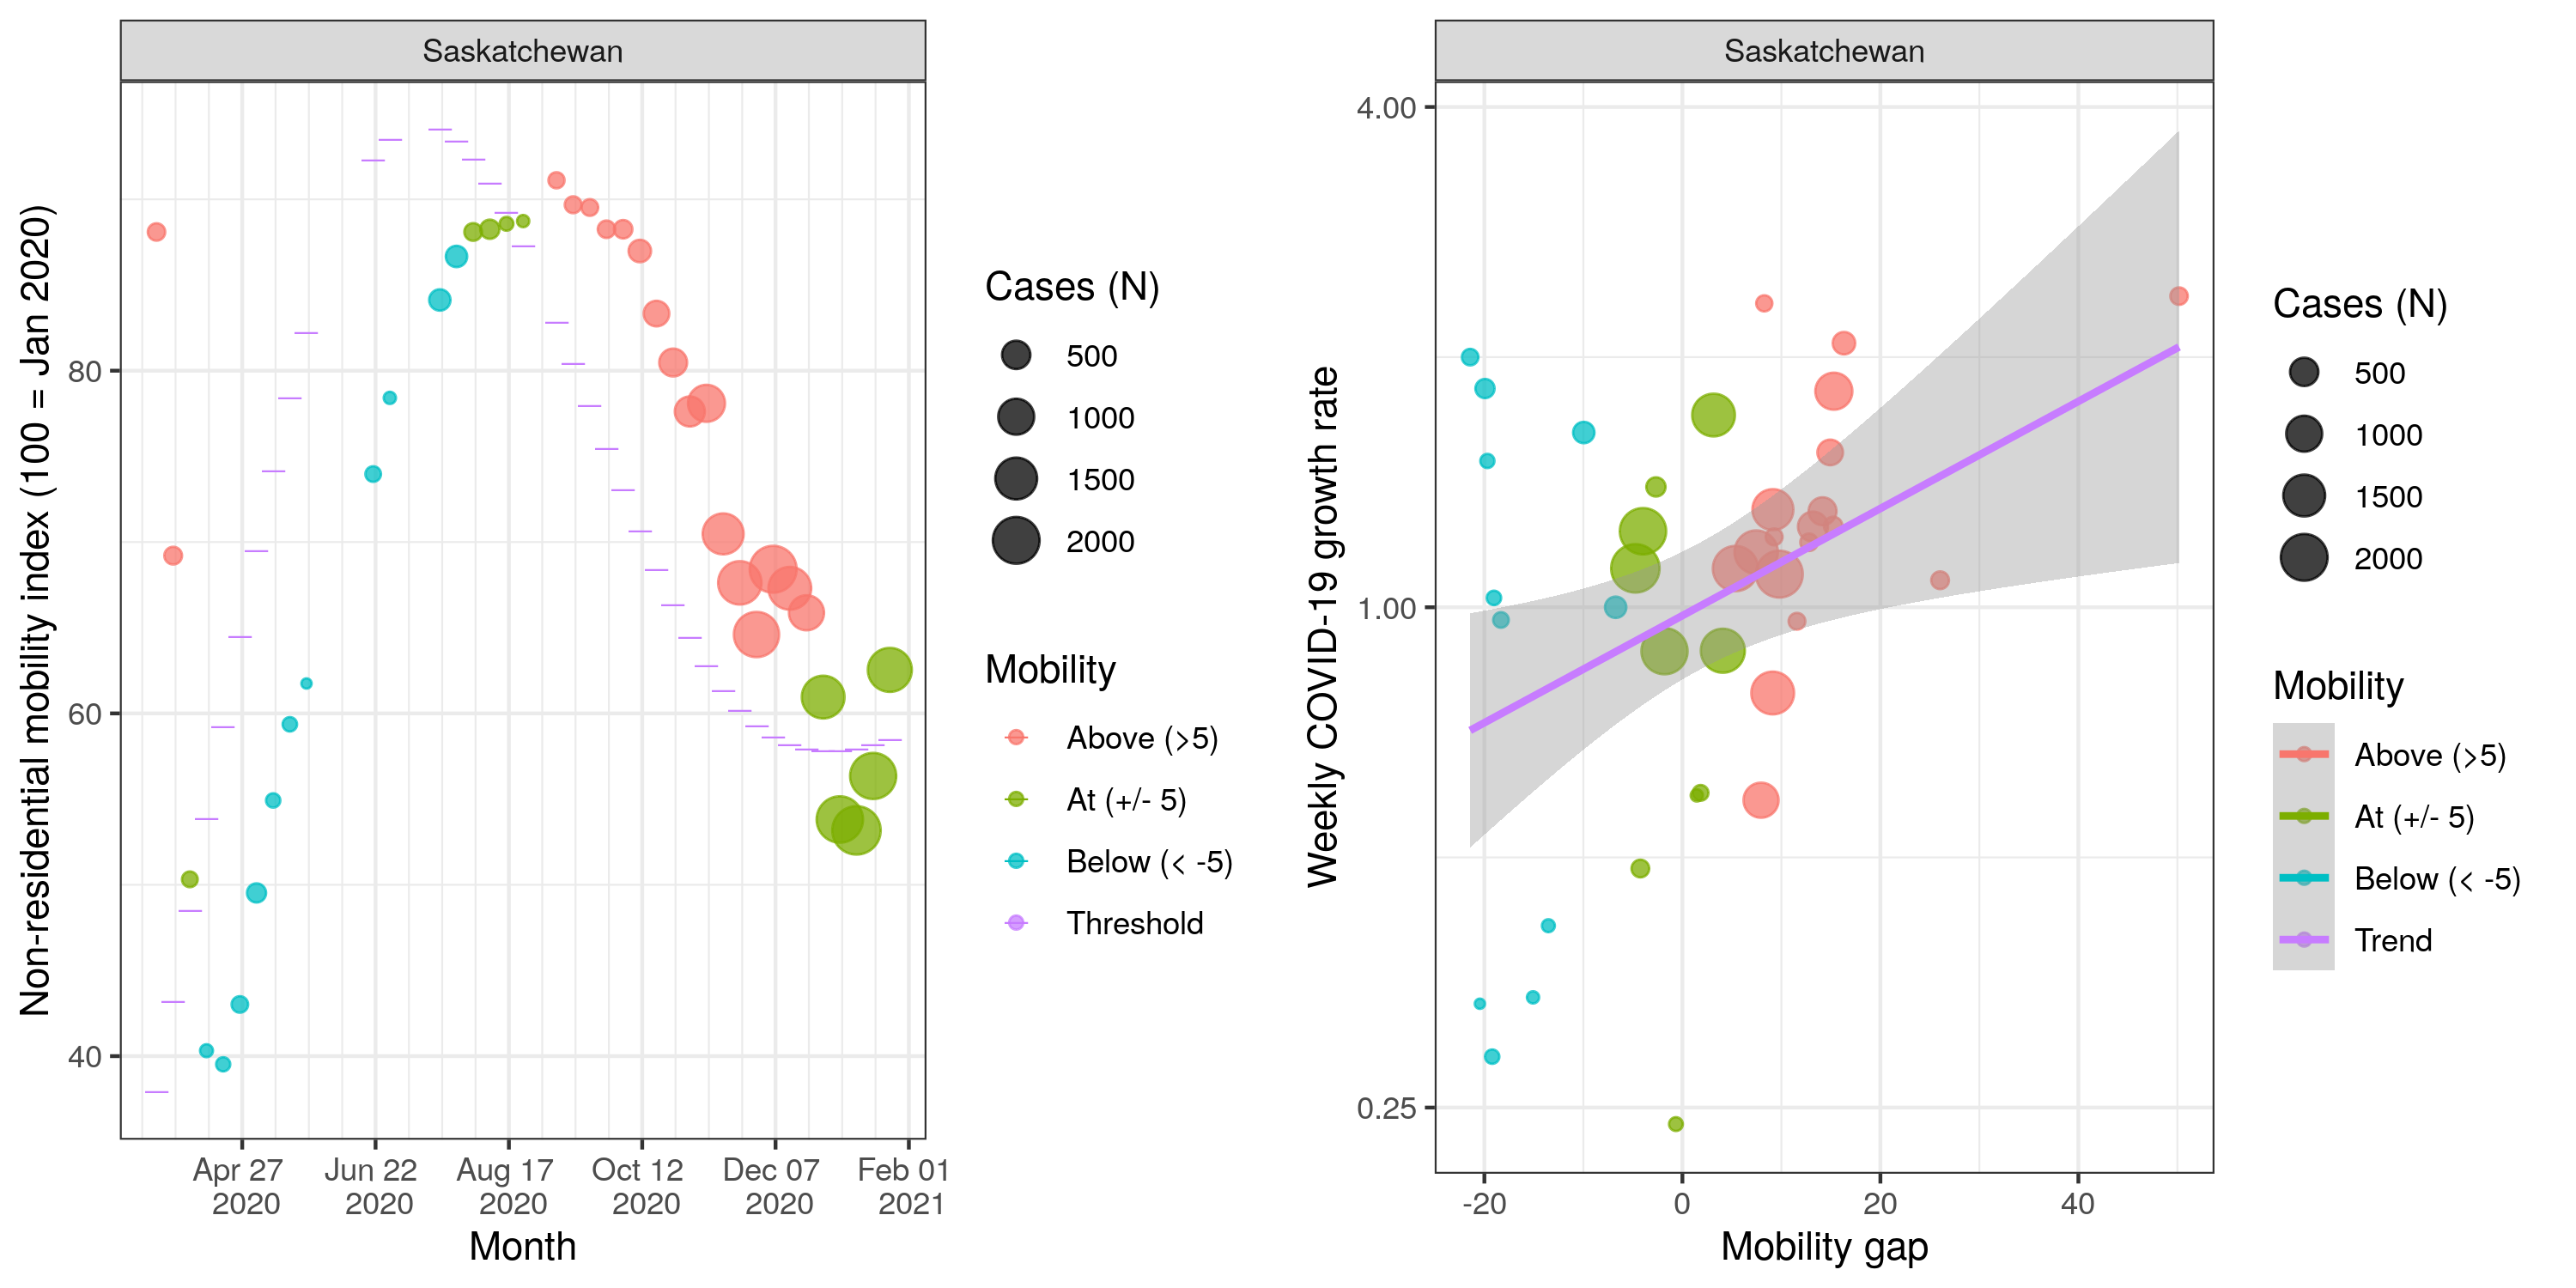 Saskatchewan
Non-residential mobility index (100 = Jan 2020)
80
60
40
Apr 27 2020
Jun 22 2020
Aug 17 2020
Oct 12 2020
Dec 07 2020
Feb 01 2021
Month
Cases (N)
500
1000
1500
2000
Mobility
Above (>5)
At (+/- 5)
Below (< -5)
Threshold
Saskatchewan
Weekly COVID-19 growth rate
4.00
1.00
0.25
-20
0
20
40
Mobility gap
Cases (N)
500
1000
1500
2000
Mobility
Above (>5)
At (+/- 5)
Below (< -5)
Trend